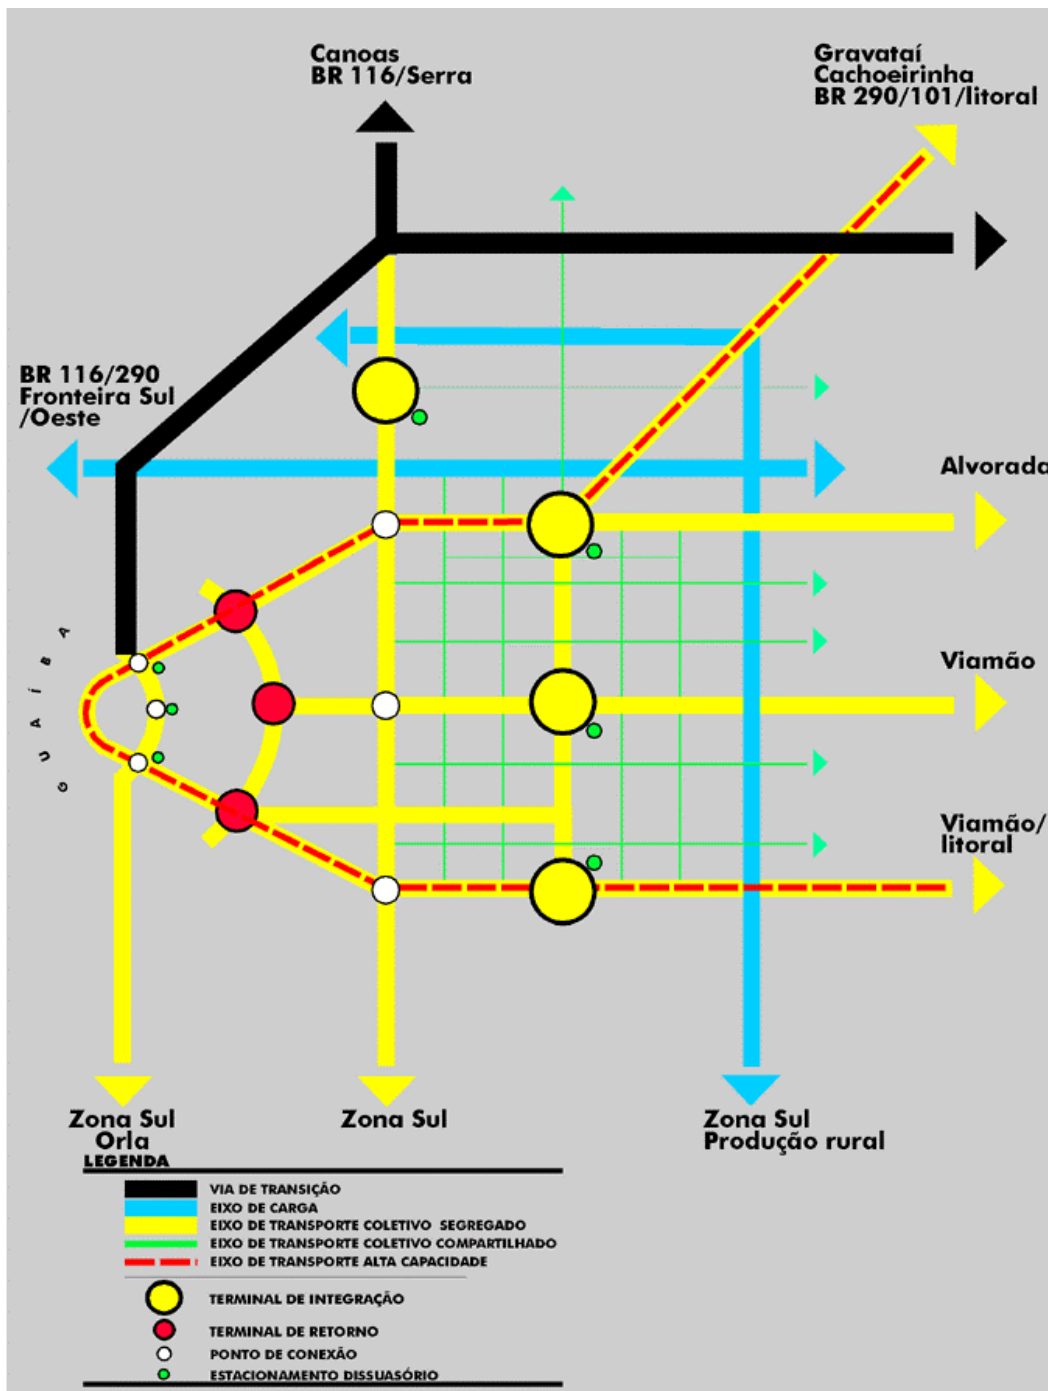 Canoas
BR 116/Serra
Gravataí
Cachoeirinha
BR 290/101/litoral
BR 116/290
Fronteira Sul
/Oeste
Alvorada
GUAÍBA
Viamão
Viamão/
litoral
Zona Sul
Orla
Zona Sul
Zona Sul
Produção rural
LEGENDA
VIA DE TRANSIÇÃO
EIXO DE CARGA
EIXO DE TRANSPORTE COLETIVO SEGREGADO
EIXO DE TRANSPORTE COLETIVO COMPARTILHADO
EIXO DE TRANSPORTE ALTA CAPACIDADE
TERMINAL DE INTEGRAÇÃO
TERMINAL DE RETORNO
PONTO DE CONEXÃO
ESTACIONAMENTO DISSUASÓRIO